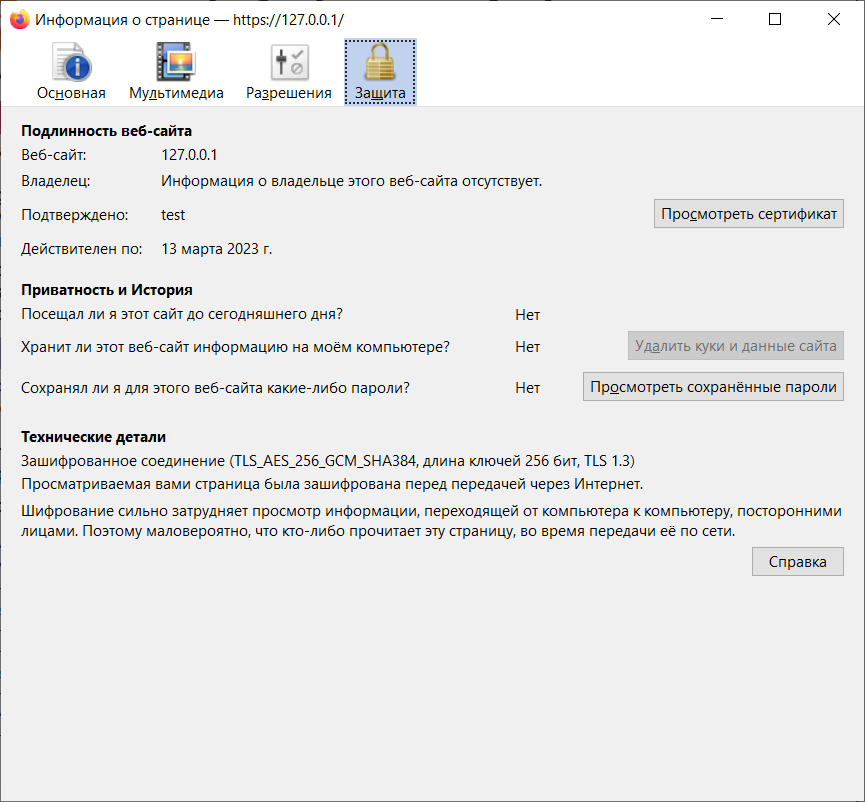 Информация о странице — https://127.0.0.1/
Основная Мультимедиа Разрешения Защита
Подлинность веб-сайта
Веб-сайт: 127.0.0.1
Владелец: Информация о владельце этого веб-сайта отсутствует.
Подтверждено: test Просмотреть сертификат
Действителен по: 13 марта 2023 г.
Приватность и История
Посещал ли я этот сайт до сегодняшнего дня? Нет
Хранит ли этот веб-сайт информацию на моём компьютере? Нет Удалить куки и данные сайта
Сохранял ли я для этого веб-сайта какие-либо пароли? Нет Просмотреть сохранённые пароли
Технические детали
Зашифрованное соединение (TLS_AES_256_GCM_SHA384, длина ключей 256 бит, TLS 1.3)
Просматриваемая вами страница была зашифрована перед передачей через Интернет.
Шифрование сильно затрудняет просмотр информации, переходящей от компьютера к компьютеру, посторонними
лицами. Поэтому маловероятно, что кто-либо прочитает эту страницу, во время передачи её по сети.
Справка